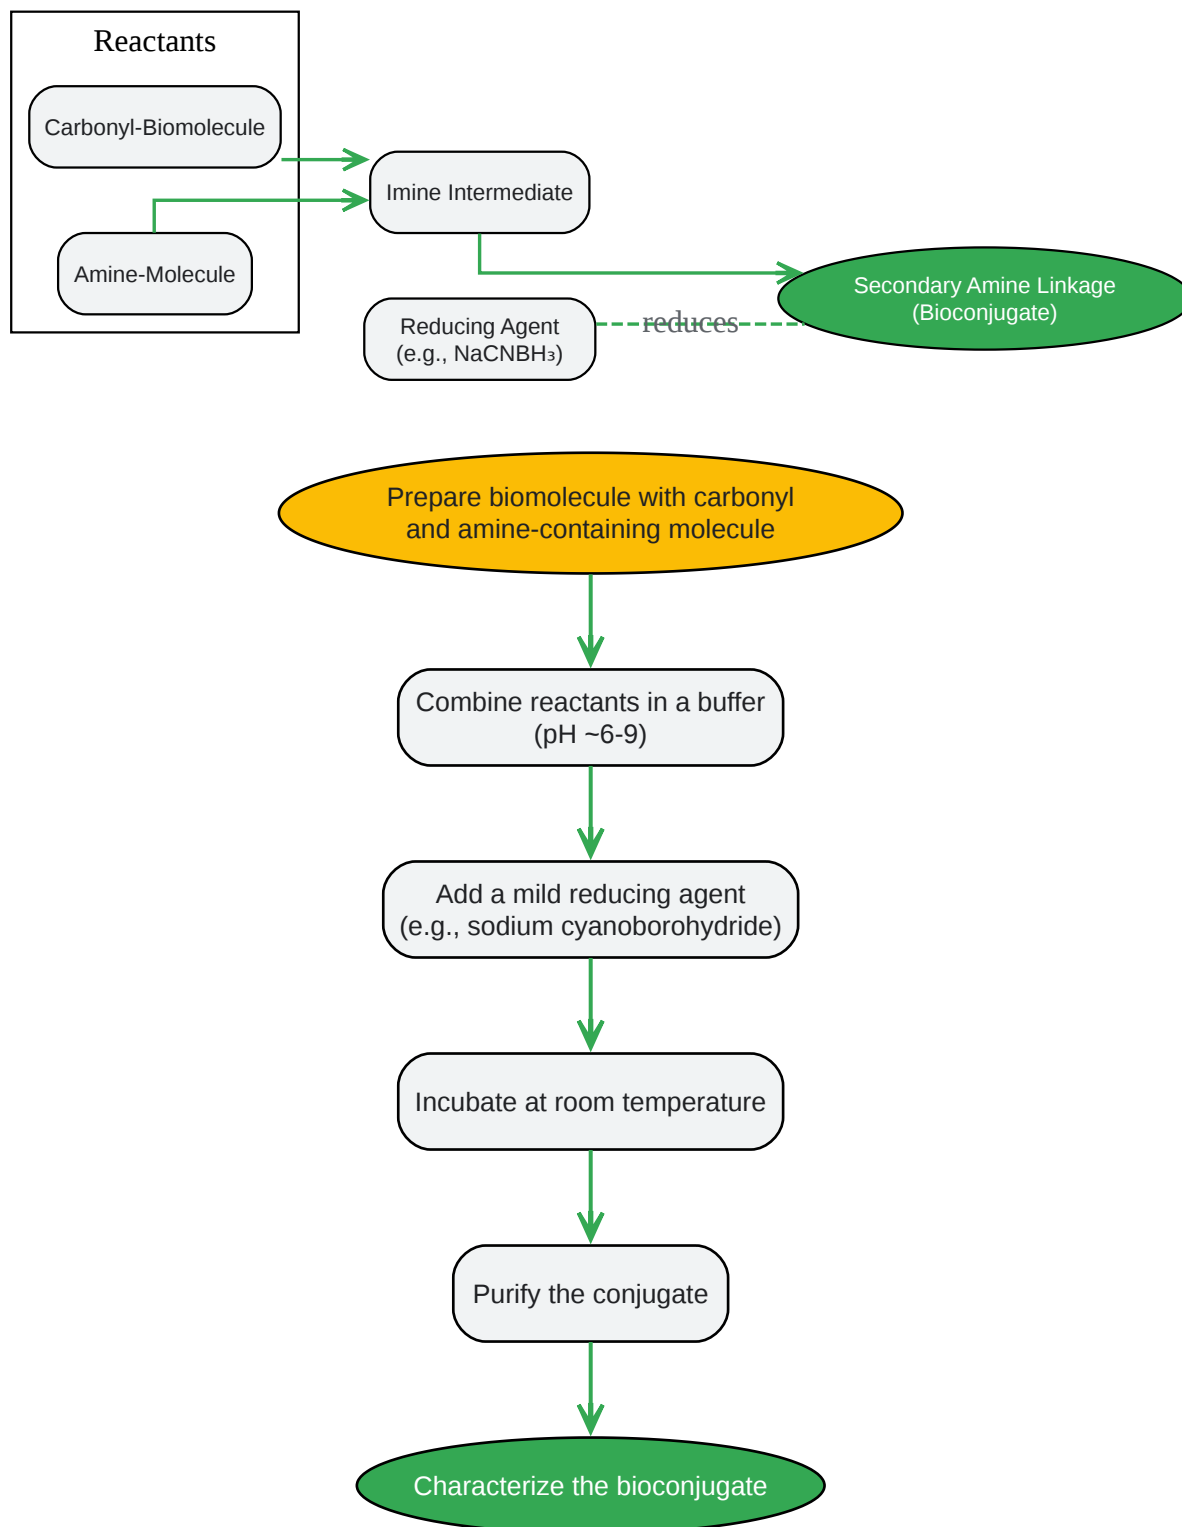 Reactants
Carbonyl-Biomolecule
Amine-Molecule
Imine Intermediate
Reducing Agent
(e.g., NaCNBH₃)
reduces
Secondary Amine Linkage
(Bioconjugate)
Prepare biomolecule with carbonyl
and amine-containing molecule
Combine reactants in a buffer
(pH ~6-9)
Add a mild reducing agent
(e.g., sodium cyanoborohydride)
Incubate at room temperature
Purify the conjugate
Characterize the bioconjugate